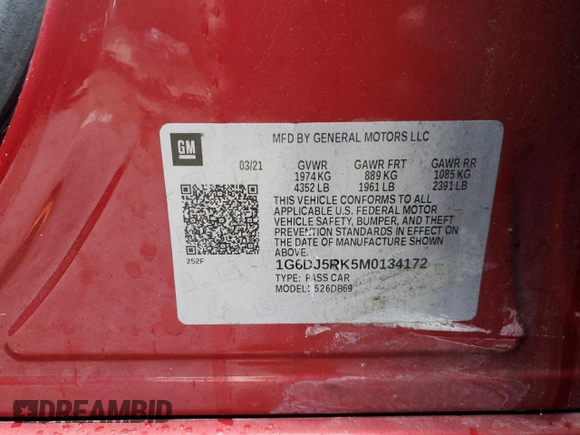 GM
MFD BY GENERAL MOTORS LLC
03/21 GVWR GAWR FRT GAWR RR
1974 KG 889 KG 1085 KG
4352 LB 1961 LB 2391 LB
THIS VEHICLE CONFORMS TO ALL
APPLICABLE U.S. FEDERAL MOTOR
VEHICLE SAFETY, BUMPER, AND THEFT
PREVENTION STANDARDS IN EFFECT ON
THE DATE OF MANUFACTURE SHOWN
ABOVE.
252F
1G6DJ5RK5M0134172
TYPE: PASS CAR
MODEL: 526DB69
DREAMBID